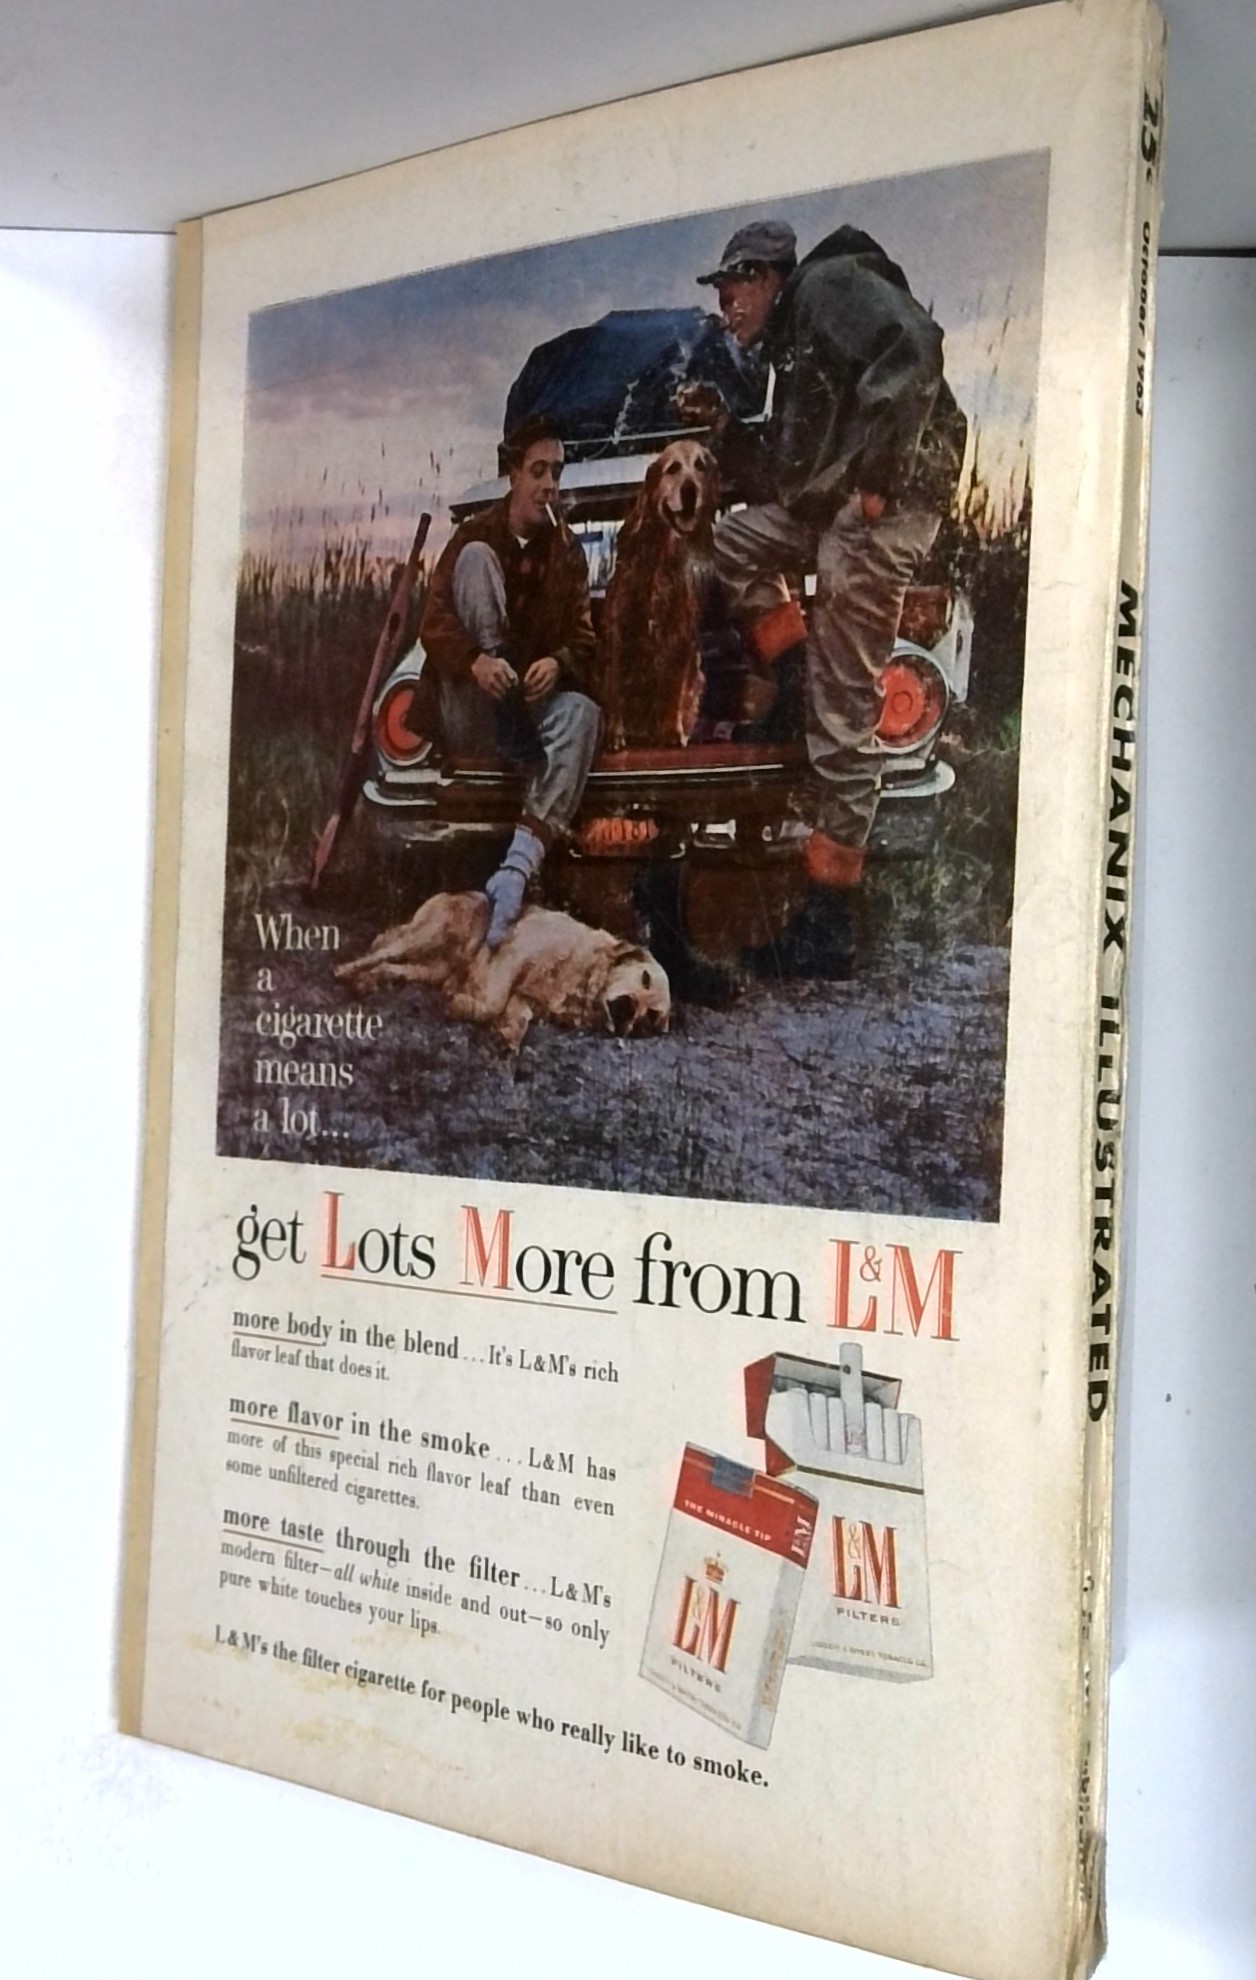 When
a
cigarette
means
a lot...
get Lots More from L&M
more body in the blend...It's L&M's rich
flavor leaf that does it.
more flavor in the smoke...L&M has
more of this special rich flavor leaf than even
some unfiltered cigarettes.
more taste through the filter...L&M's
modern filter—all white inside and out—so only
pure white touches your lips.
L&M's the filter cigarette for people who really like to smoke.
THE MIRACLE TIP
L&M
L&M
FILTERS
L&M
FILTERS
LIGGETT & MYERS TOBACCO CO.
25¢ October 1963
MECHANIX ILLUSTRATED